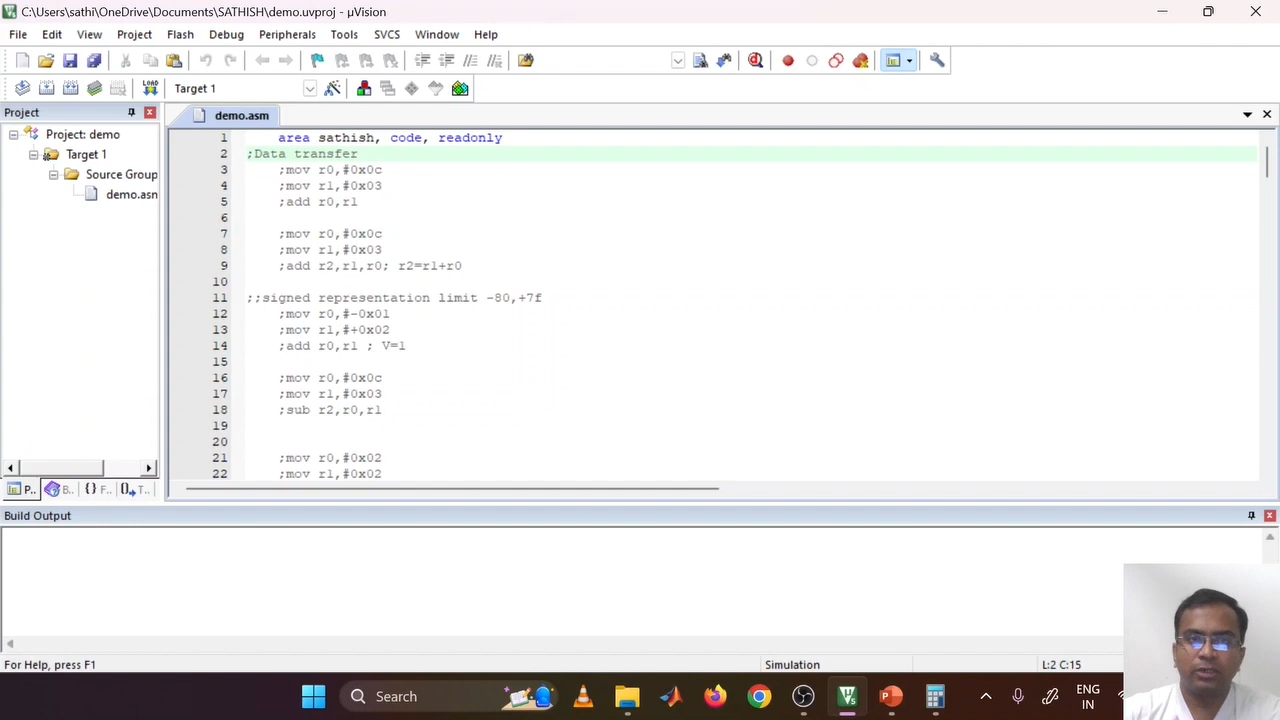 C:\Users\sathi\OneDrive\Documents\SATHISH\demo.uvproj - µVision
File Edit View Project Flash Debug Peripherals Tools SVCS Window Help
LOAD Target 1
Project
demo.asm
Project: demo
Target 1
Source Group
demo.asn
1 area sathish, code, readonly
2 ;Data transfer
3 ;mov r0,#0x0c
4 ;mov r1,#0x03
5 ;add r0,r1
6
7 ;mov r0,#0x0c
8 ;mov r1,#0x03
9 ;add r2,r1,r0; r2=r1+r0
10
11 ;;signed representation limit -80,+7f
12 ;mov r0,#-0x01
13 ;mov r1,#+0x02
14 ;add r0,r1 ; V=1
15
16 ;mov r0,#0x0c
17 ;mov r1,#0x03
18 ;sub r2,r0,r1
19
20
21 ;mov r0,#0x02
22 ;mov r1,#0x02
P.. B.. {} F.. T..
Build Output
For Help, press F1 Simulation L:2 C:15
Search
ENG
IN